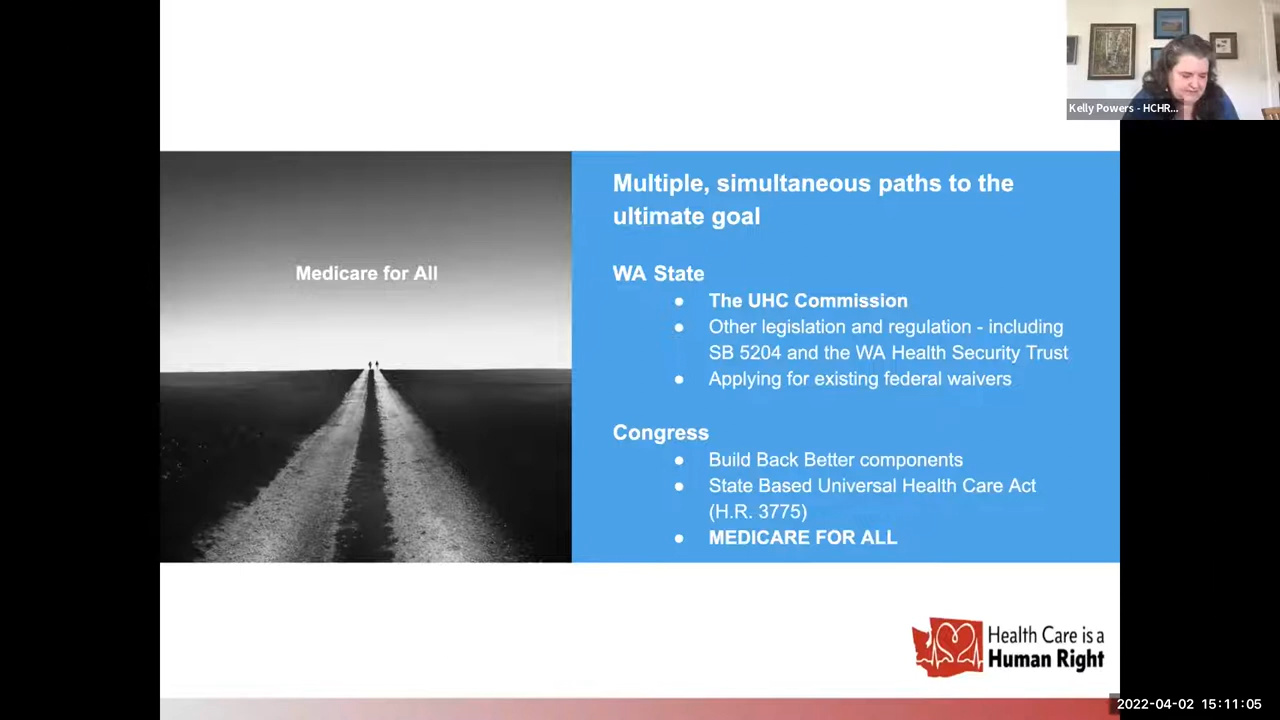 Kelly Powers - HCHR...
Multiple, simultaneous paths to the
ultimate goal
Medicare for All
WA State
● The UHC Commission
● Other legislation and regulation - including
SB 5204 and the WA Health Security Trust
● Applying for existing federal waivers
Congress
● Build Back Better components
● State Based Universal Health Care Act
(H.R. 3775)
● MEDICARE FOR ALL
Health Care is a
Human Right
2022-04-02 15:11:05